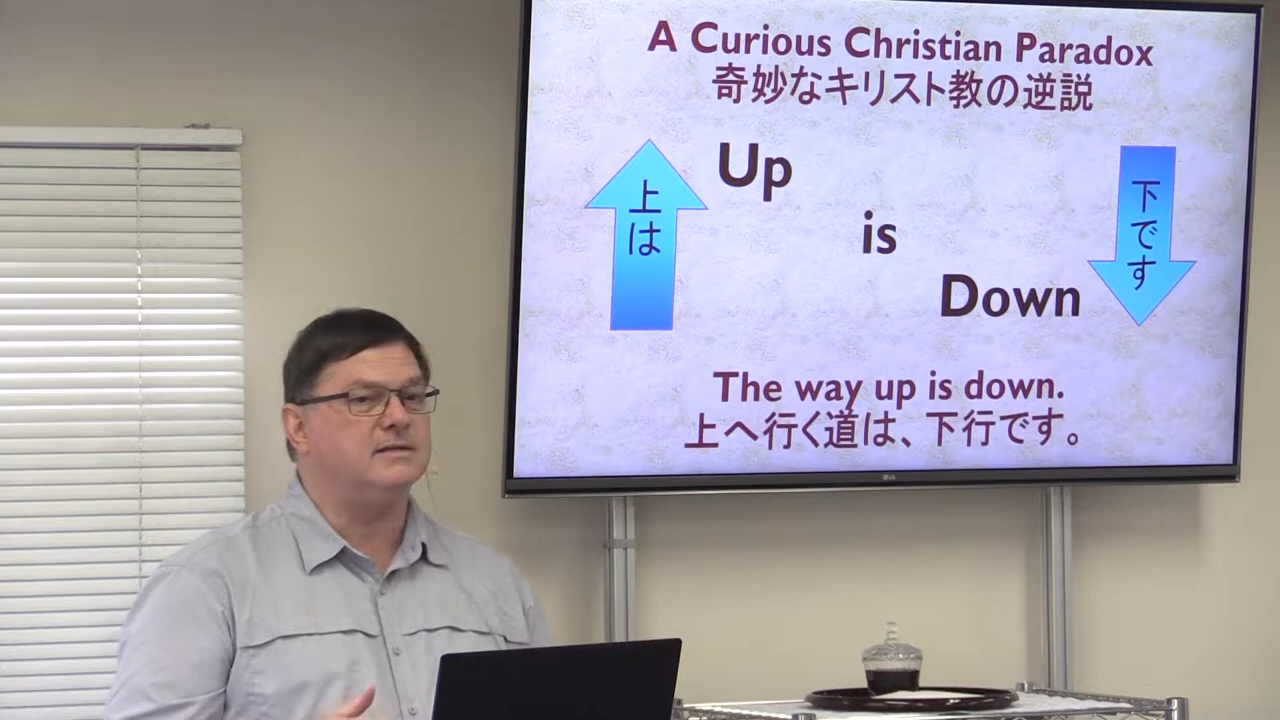 A Curious Christian Paradox
奇妙なキリスト教の逆説
上は
Up
is
Down
下です
The way up is down.
上へ行く道は、下行です。
LG